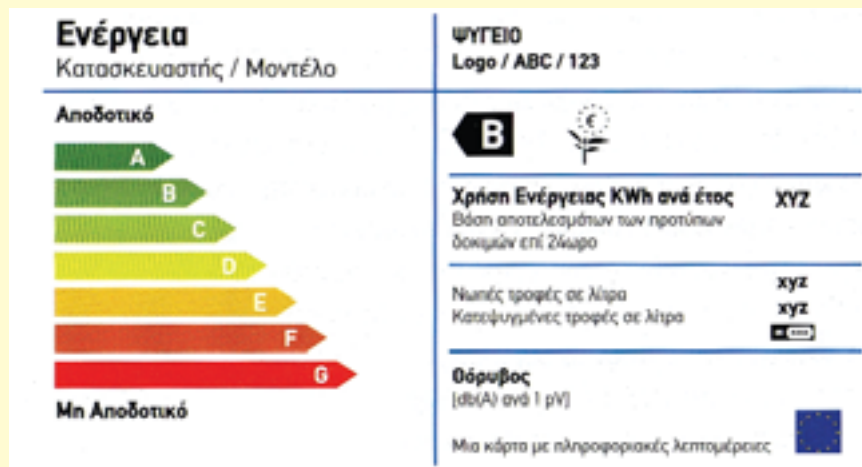 Ενέργεια
Κατασκευαστής / Μοντέλο
Αποδοτικό
A
B
C
D
E
F
G
Μη Αποδοτικό
ΨΥΓΕΙΟ
Logo / ABC / 123
B
€
Χρήση Ενέργειας KWh ανά έτος XYZ
Βάση αποτελεσμάτων των προτύπων
δοκιμών επί 24ωρο
Νωπές τροφές σε λίτρα xyz
Κατεψυγμένες τροφές σε λίτρα xyz
Θόρυβος
[db(A) ανά 1 pV]
Μια κάρτα με πληροφοριακές λεπτομέρειες